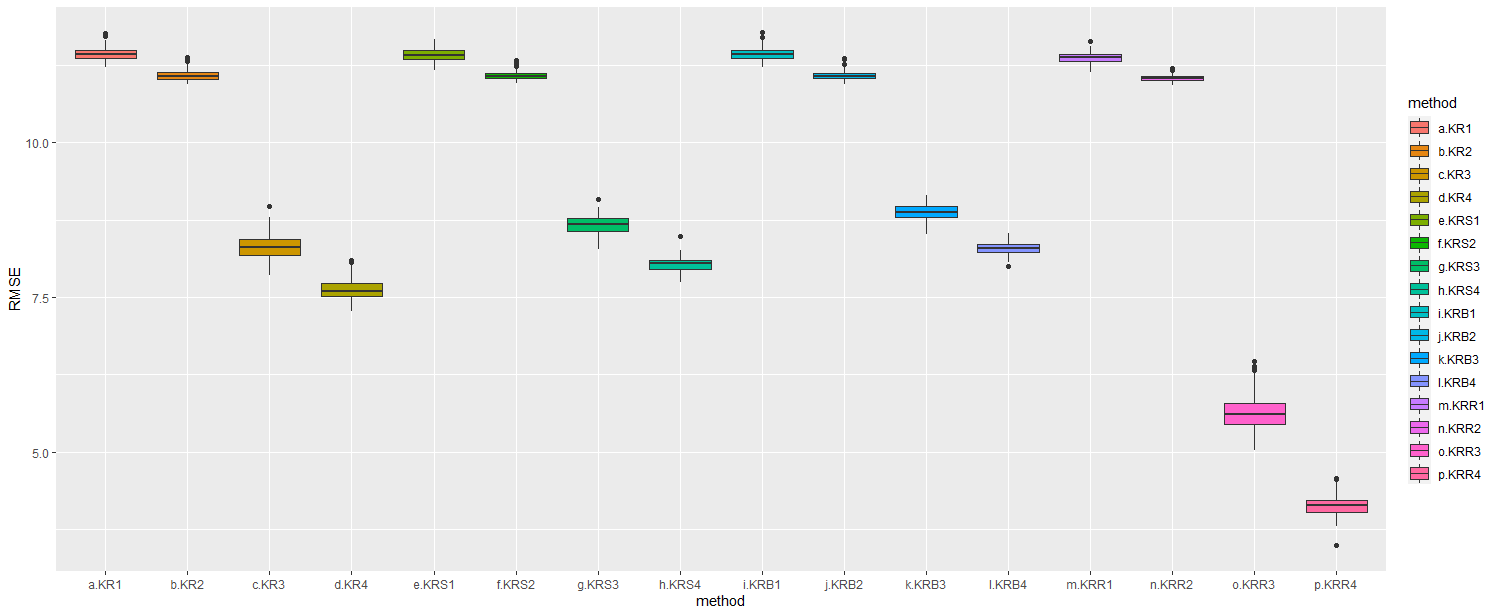 RMSE
10.0
7.5
5.0
a.KR1 b.KR2 c.KR3 d.KR4 e.KRS1 f.KRS2 g.KRS3 h.KRS4 i.KRB1 j.KRB2 k.KRB3 l.KRB4 m.KRR1 n.KRR2 o.KRR3 p.KRR4
method
method
a.KR1
b.KR2
c.KR3
d.KR4
e.KRS1
f.KRS2
g.KRS3
h.KRS4
i.KRB1
j.KRB2
k.KRB3
l.KRB4
m.KRR1
n.KRR2
o.KRR3
p.KRR4